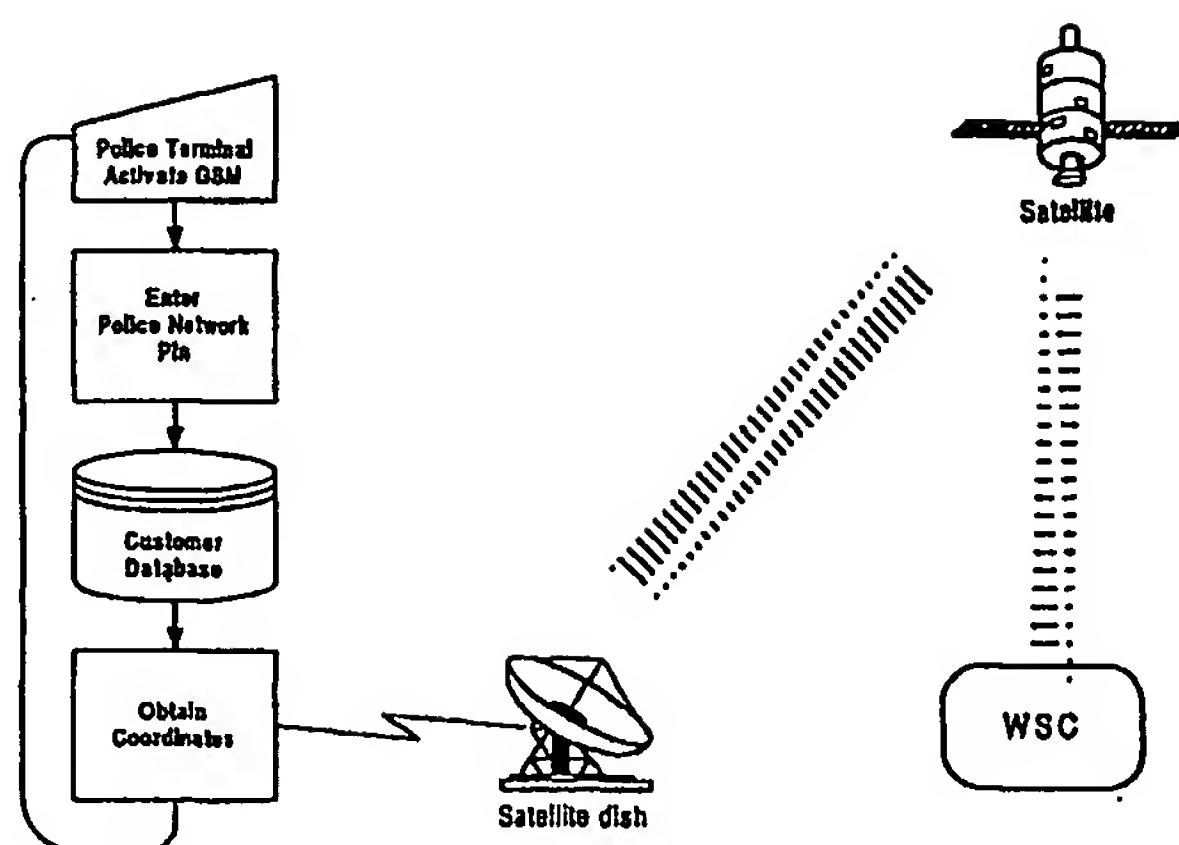 Police Terminal
Activate GSM
Enter
Police Network
Pin
Customer
Database
Obtain
Coordinates
Satellite dish
Satellite
WSC